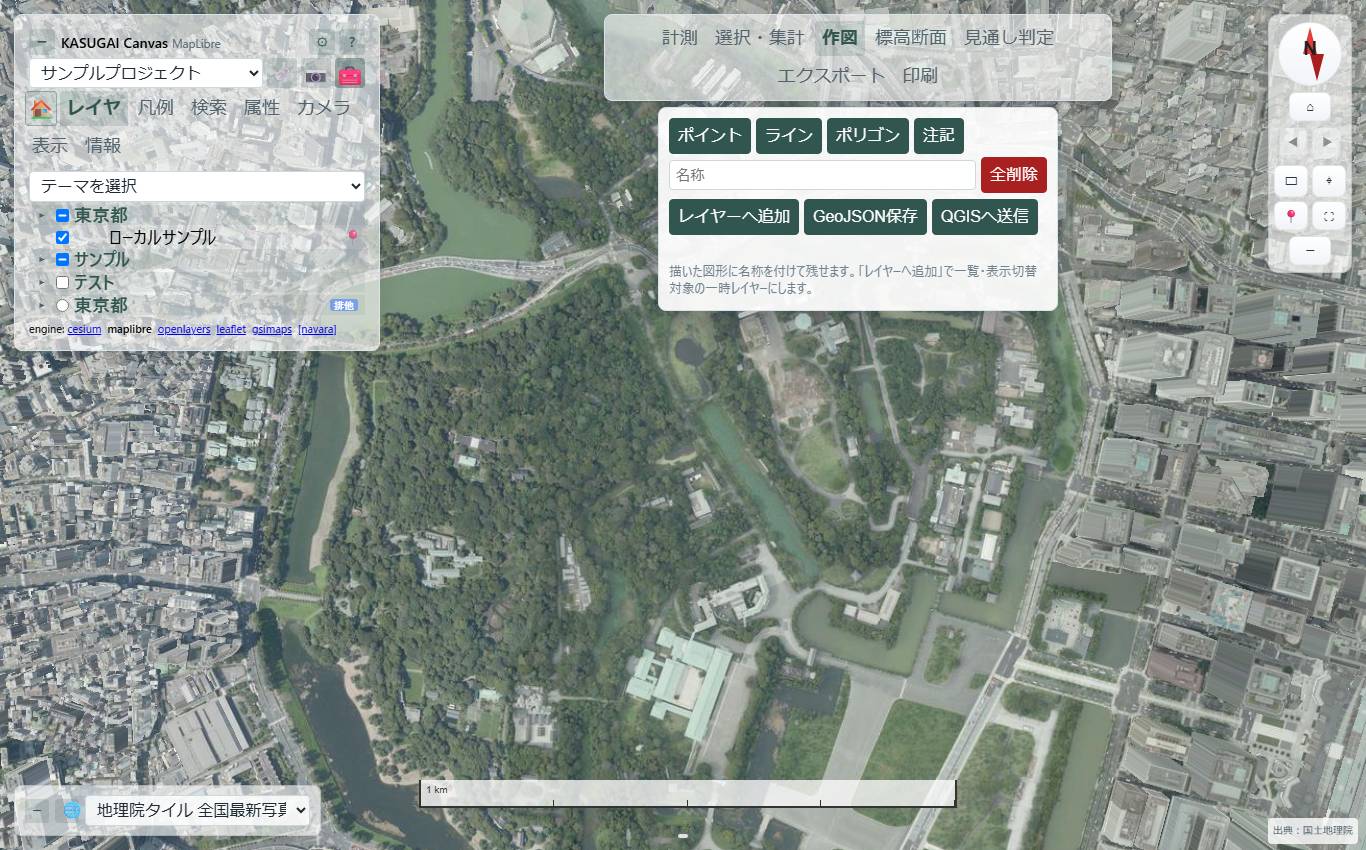 KASUGAI Canvas MapLibre
?
サンプルプロジェクト
レイヤ 凡例 検索 属性 カメラ
表示 情報
テーマを選択
東京都
ローカルサンプル
サンプル
テスト
東京都 排他
engine: cesium maplibre openlayers leaflet gsimaps [navara]
計測 選択・集計 作図 標高断面 見通し判定
エクスポート 印刷
ポイント ライン ポリゴン 注記
名称 全削除
レイヤーへ追加 GeoJSON保存 QGISへ送信
描いた図形に名称を付けて残せます。「レイヤーへ追加」で一覧・表示切替
対象の一時レイヤーにします。
N
1 km
地理院タイル 全国最新写真
出典：国土地理院